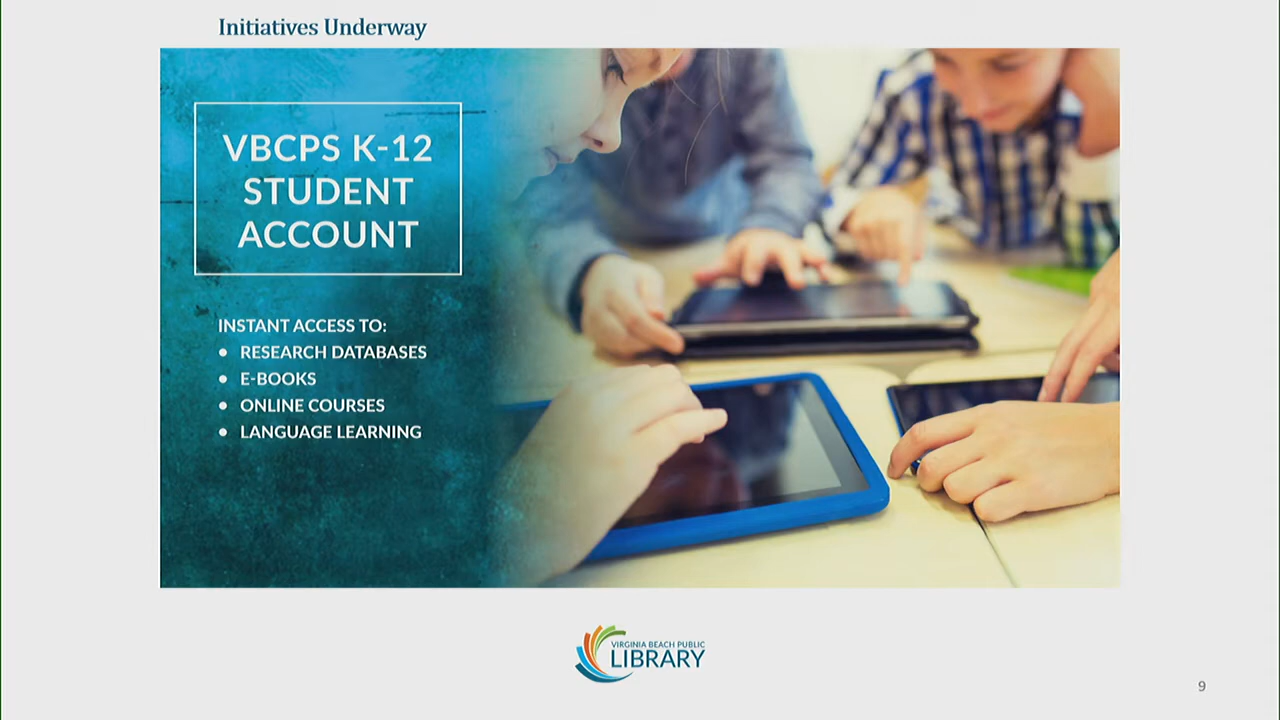 Initiatives Underway
VBCPS K-12
STUDENT
ACCOUNT
INSTANT ACCESS TO:
• RESEARCH DATABASES
• E-BOOKS
• ONLINE COURSES
• LANGUAGE LEARNING
VIRGINIA BEACH PUBLIC
LIBRARY
9